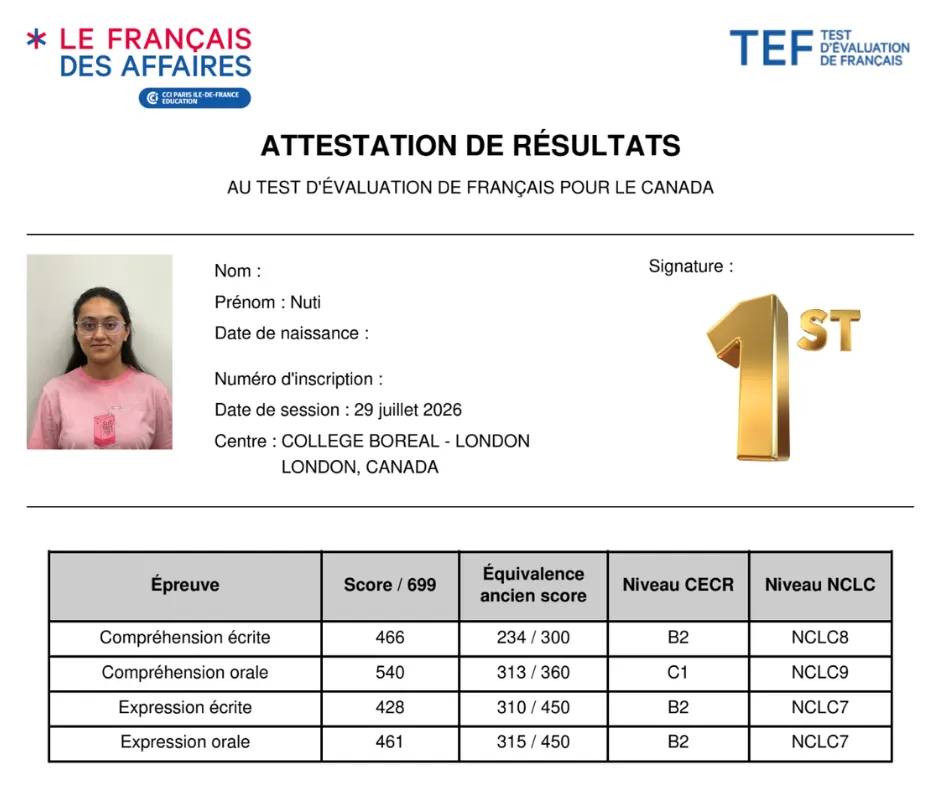 LE FRANÇAIS
DES AFFAIRES
CCI PARIS ILE-DE-FRANCE
EDUCATION
TEF TEST
D'ÉVALUATION
DE FRANÇAIS
ATTESTATION DE RÉSULTATS
AU TEST D'ÉVALUATION DE FRANÇAIS POUR LE CANADA
Nom :
Prénom : Nuti
Date de naissance :
Numéro d'inscription :
Date de session : 29 juillet 2026
Centre : COLLEGE BOREAL - LONDON
LONDON, CANADA
Signature :
1ST
Épreuve Score / 699 Équivalence ancien score Niveau CECR Niveau NCLC
Compréhension écrite 466 234 / 300 B2 NCLC8
Compréhension orale 540 313 / 360 C1 NCLC9
Expression écrite 428 310 / 450 B2 NCLC7
Expression orale 461 315 / 450 B2 NCLC7